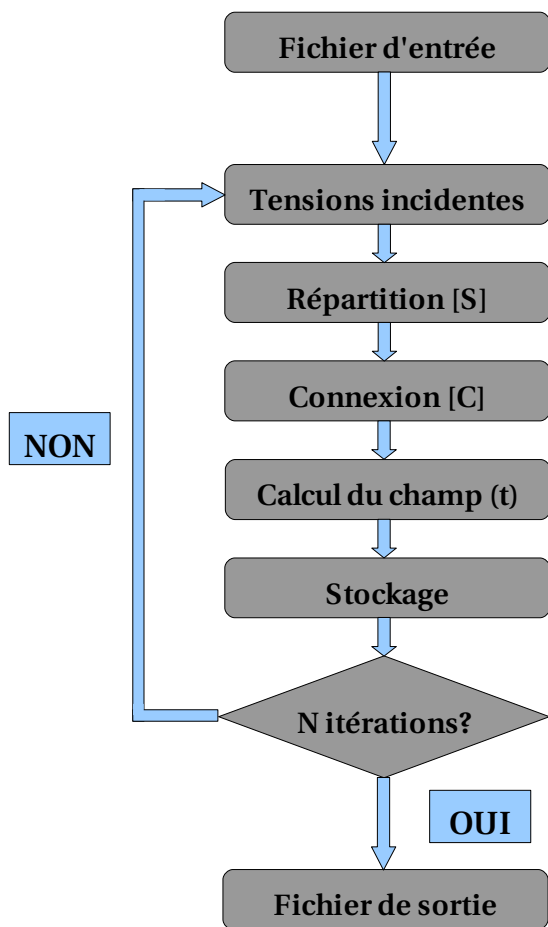 Fichier d'entrée
Tensions incidentes
Répartition [S]
Connexion [C]
NON
Calcul du champ (t)
Stockage
N itérations?
OUI
Fichier de sortie